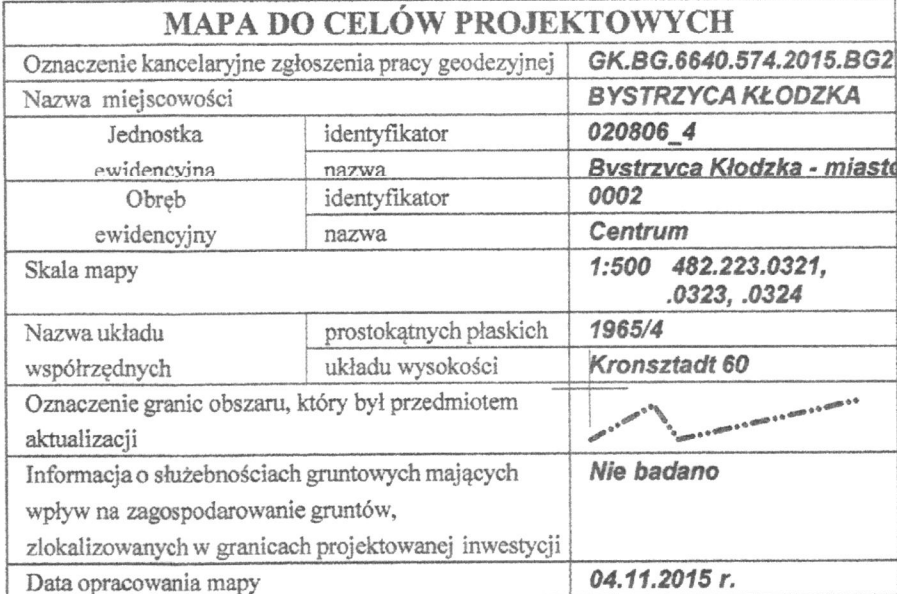 MAPA DO CELÓW PROJEKTOWYCH
Oznaczenie kancelaryjne zgłoszenia pracy geodezyjnej GK.BG.6640.574.2015.BG2
Nazwa miejscowości BYSTRZYCA KŁODZKA
Jednostka identyfikator 020806_4
ewidencyjna nazwa Bystrzyca Kłodzka - miasto
Obręb identyfikator 0002
ewidencyjny nazwa Centrum
Skala mapy 1:500 482.223.0321,
.0323, .0324
Nazwa układu prostokątnych płaskich 1965/4
współrzędnych układu wysokości Kronsztadt 60
Oznaczenie granic obszaru, który był przedmiotem
aktualizacji
Informacja o służebnościach gruntowych mających Nie badano
wpływ na zagospodarowanie gruntów,
zlokalizowanych w granicach projektowanej inwestycji
Data opracowania mapy 04.11.2015 r.